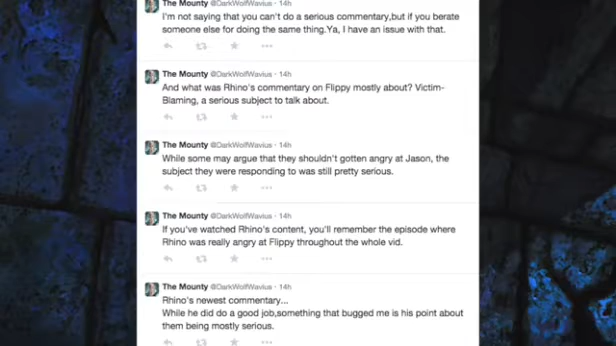 The Mounty @DarkWolfWavius · 14h
I'm not saying that you can't do a serious commentary,but if you berate
someone else for doing the same thing.Ya, I have an issue with that.
The Mounty @DarkWolfWavius · 14h
And what was Rhino's commentary on Flippy mostly about? Victim-
Blaming, a serious subject to talk about.
The Mounty @DarkWolfWavius · 14h
While some may argue that they shouldn't gotten angry at Jason, the
subject they were responding to was still pretty serious.
The Mounty @DarkWolfWavius · 14h
If you've watched Rhino's content, you'll remember the episode where
Rhino was really angry at Flippy throughout the whole vid.
The Mounty @DarkWolfWavius · 14h
Rhino's newest commentary...
While he did do a good job,something that bugged me is his point about
them being mostly serious.